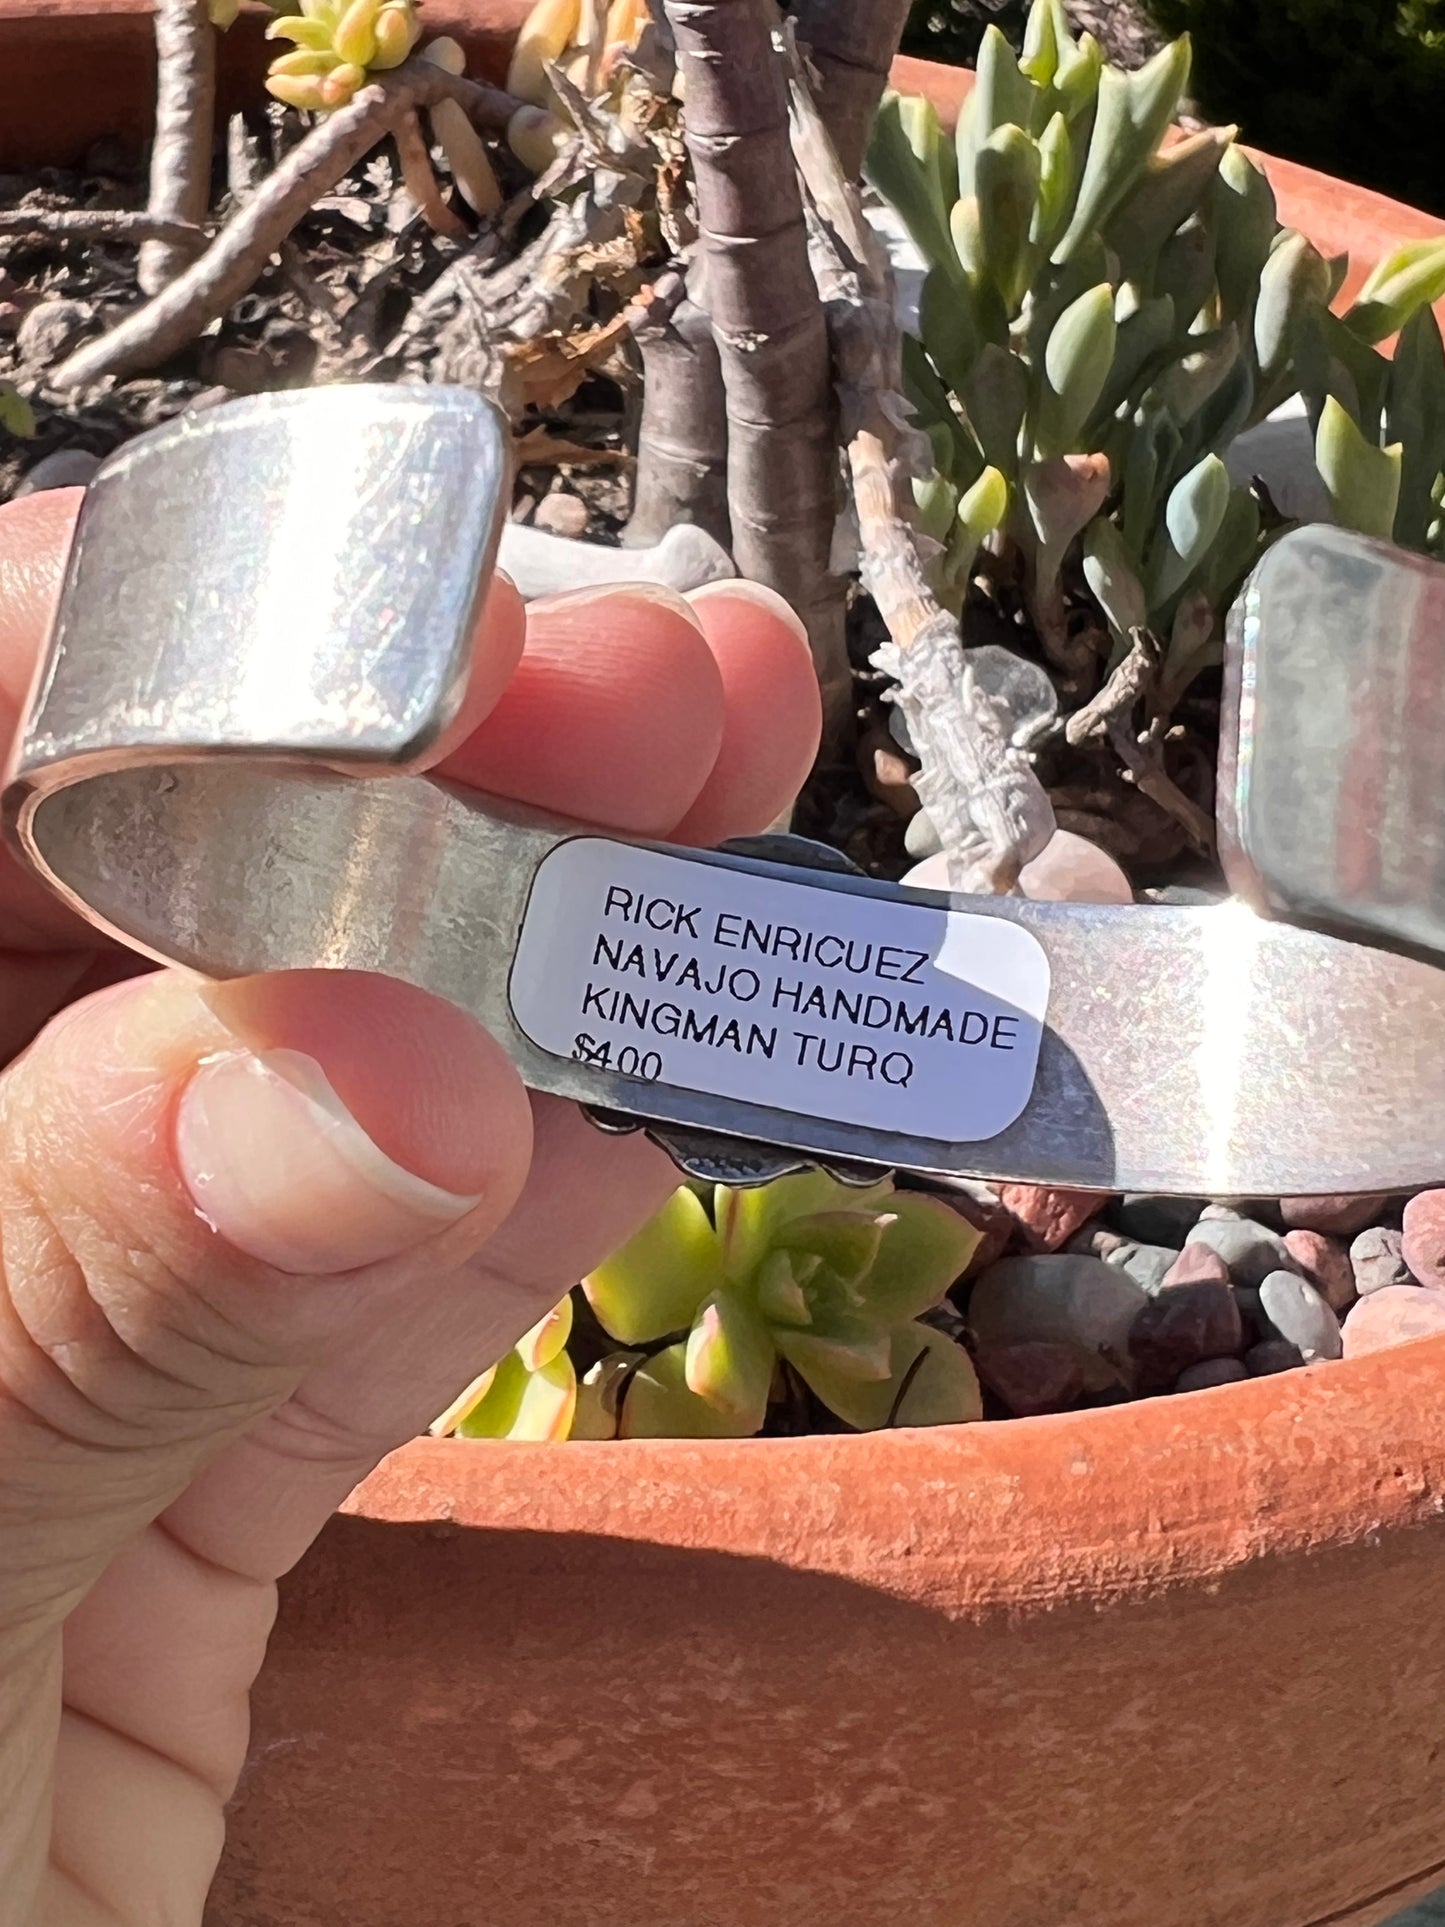 RICK ENRICUEZ
NAVAJO HANDMADE
KINGMAN TURQ
$400